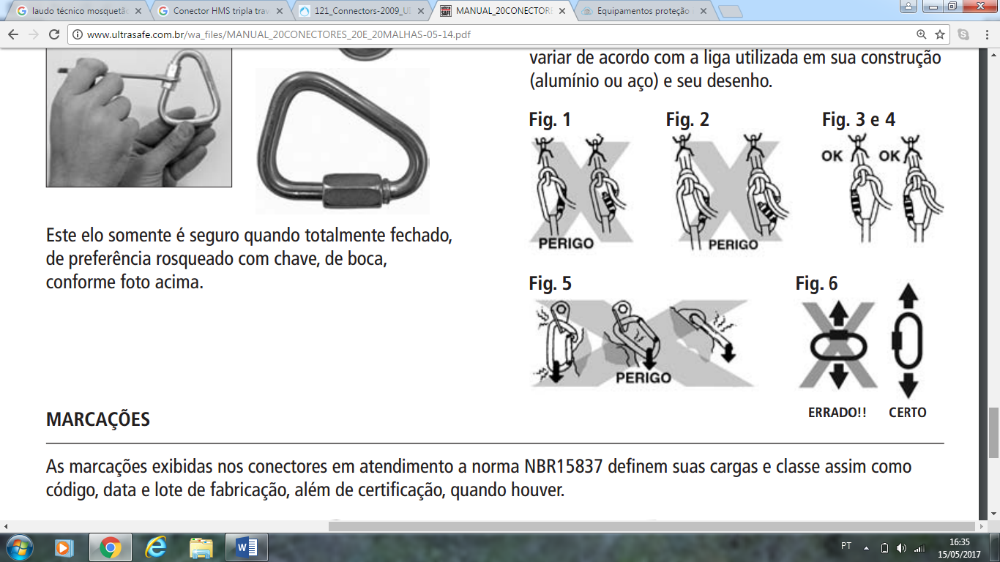 laudo técnico mosquetã
Conector HMS tripla trav
121_Connectors-2009_U
MANUAL_20CONECTORE
Equipamentos proteção
www.ultrasafe.com.br/wa_files/MANUAL_20CONECTORES_20E_20MALHAS-05-14.pdf
Este elo somente é seguro quando totalmente fechado,
de preferência rosqueado com chave, de boca,
conforme foto acima.
variar de acordo com a liga utilizada em sua construção
(alumínio ou aço) e seu desenho.
Fig. 1
Fig. 2
Fig. 3 e 4
OK
OK
PERIGO
PERIGO
Fig. 5
Fig. 6
PERIGO
ERRADO!!
CERTO
MARCAÇÕES
As marcações exibidas nos conectores em atendimento a norma NBR15837 definem suas cargas e classe assim como
código, data e lote de fabricação, além de certificação, quando houver.
PT
16:35
15/05/2017